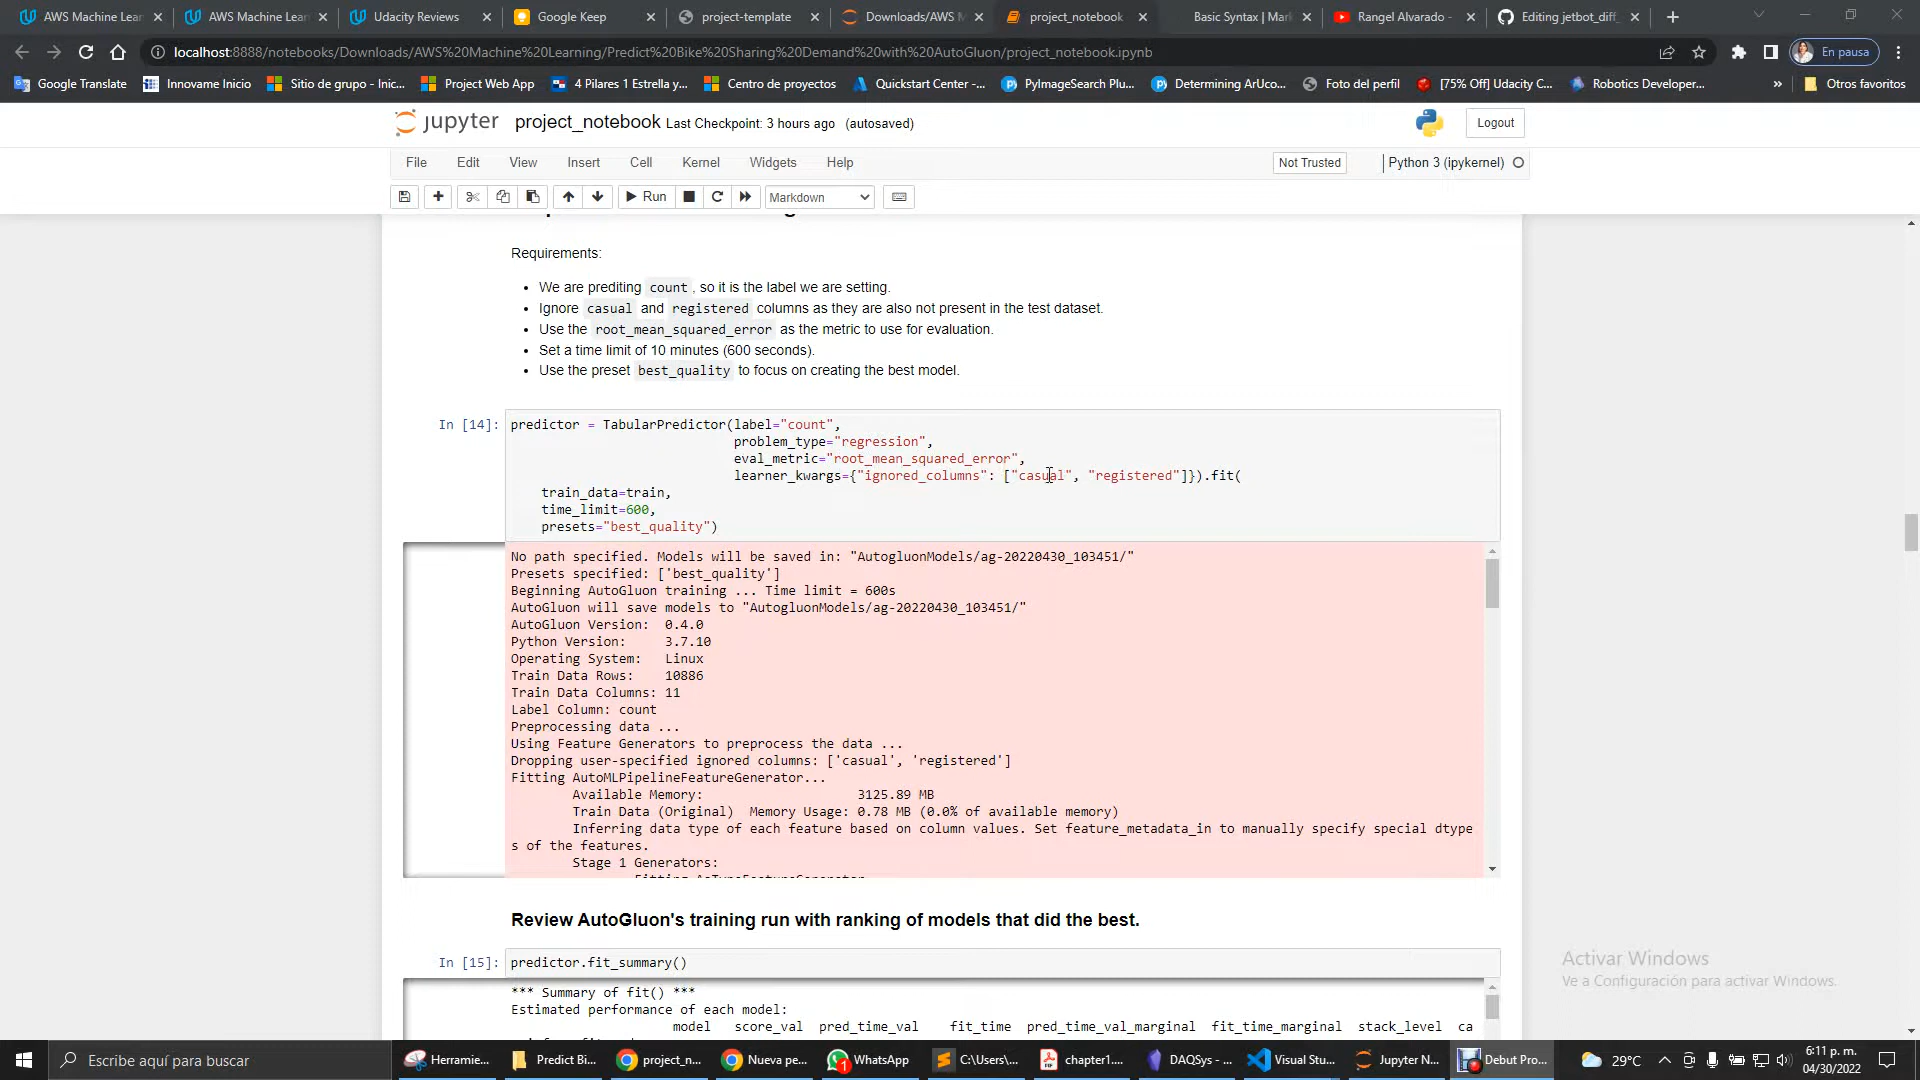 AWS Machine Lear
AWS Machine Lear
Udacity Reviews
Google Keep
project-template
Downloads/AWS M
project_notebook
Basic Syntax | Mark
Rangel Alvarado -
Editing jetbot_diff_
localhost:8888/notebooks/Downloads/AWS%20Machine%20Learning/Predict%20Bike%20Sharing%20Demand%20with%20AutoGluon/project_notebook.ipynb
En pausa
Google Translate
Innovame Inicio
Sitio de grupo - Inic...
Project Web App
4 Pilares 1 Estrella y...
Centro de proyectos
Quickstart Center -...
PyImageSearch Plu...
Determining ArUco...
Foto del perfil
[75% Off] Udacity C...
Robotics Developer...
»
Otros favoritos
jupyter project_notebook Last Checkpoint: 3 hours ago (autosaved)
Logout
File Edit View Insert Cell Kernel Widgets Help
Not Trusted
Python 3 (ipykernel)
Run
Markdown
Requirements:
• We are prediting count , so it is the label we are setting.
• Ignore casual and registered columns as they are also not present in the test dataset.
• Use the root_mean_squared_error as the metric to use for evaluation.
• Set a time limit of 10 minutes (600 seconds).
• Use the preset best_quality to focus on creating the best model.
In [14]: predictor = TabularPredictor(label="count",
problem_type="regression",
eval_metric="root_mean_squared_error",
learner_kwargs={"ignored_columns": ["casual", "registered"]}).fit(
train_data=train,
time_limit=600,
presets="best_quality")
No path specified. Models will be saved in: "AutogluonModels/ag-20220430_103451/"
Presets specified: ['best_quality']
Beginning AutoGluon training ... Time limit = 600s
AutoGluon will save models to "AutogluonModels/ag-20220430_103451/"
AutoGluon Version: 0.4.0
Python Version: 3.7.10
Operating System: Linux
Train Data Rows: 10886
Train Data Columns: 11
Label Column: count
Preprocessing data ...
Using Feature Generators to preprocess the data ...
Dropping user-specified ignored columns: ['casual', 'registered']
Fitting AutoMLPipelineFeatureGenerator...
Available Memory: 3125.89 MB
Train Data (Original) Memory Usage: 0.78 MB (0.0% of available memory)
Inferring data type of each feature based on column values. Set feature_metadata_in to manually specify special dtype
s of the features.
Stage 1 Generators:
Fitting AsTypeFeatureGenerator
Review AutoGluon's training run with ranking of models that did the best.
In [15]: predictor.fit_summary()
*** Summary of fit() ***
Estimated performance of each model:
model score_val pred_time_val fit_time pred_time_val_marginal fit_time_marginal stack_level ca
Activar Windows
Ve a Configuración para activar Windows.
Escribe aquí para buscar
Herramie...
Predict Bi...
project_n...
Nueva pe...
1
WhatsApp
C:\Users\...
chapter1....
DAQSys - ...
Visual Stu...
Jupyter N...
Debut Pro...
29°C
6:11 p. m.
04/30/2022